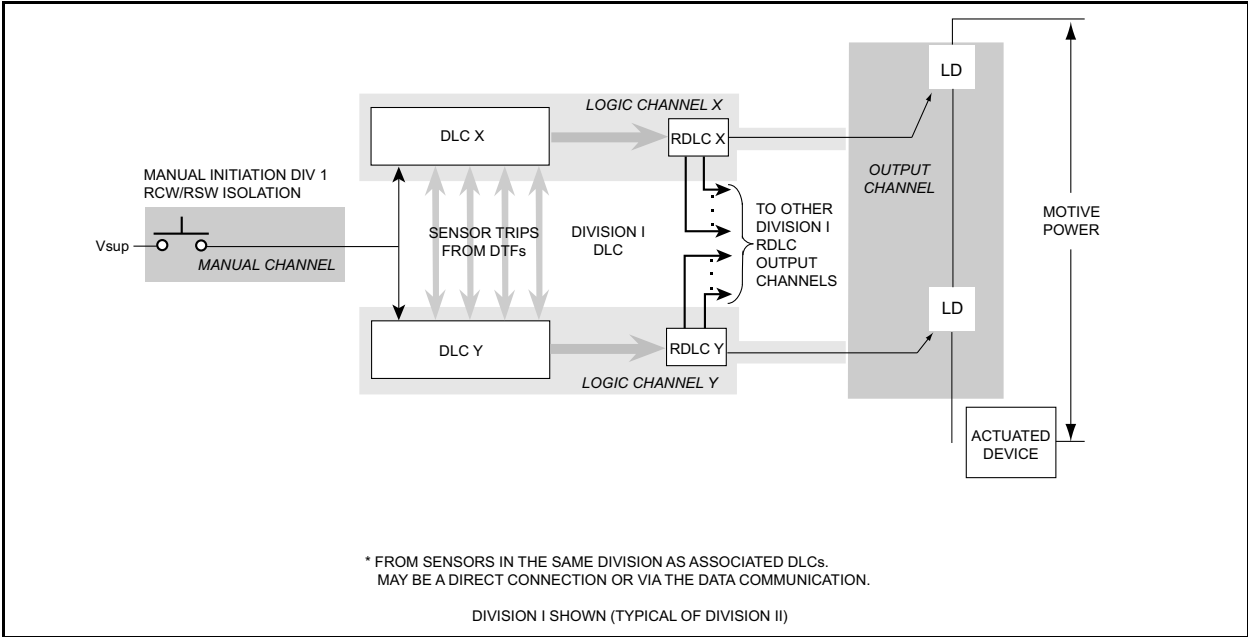 LD
LOGIC CHANNEL X
DLC X
RDLC X
MANUAL INITIATION DIV 1
RCW/RSW ISOLATION
OUTPUT
CHANNEL
Vsup
MANUAL CHANNEL
SENSOR TRIPS
FROM DTFs
DIVISION I
DLC
TO OTHER
DIVISION I
RDLC
OUTPUT
CHANNELS
MOTIVE
POWER
LD
DLC Y
RDLC Y
LOGIC CHANNEL Y
ACTUATED
DEVICE
* FROM SENSORS IN THE SAME DIVISION AS ASSOCIATED DLCs.
MAY BE A DIRECT CONNECTION OR VIA THE DATA COMMUNICATION.
DIVISION I SHOWN (TYPICAL OF DIVISION II)